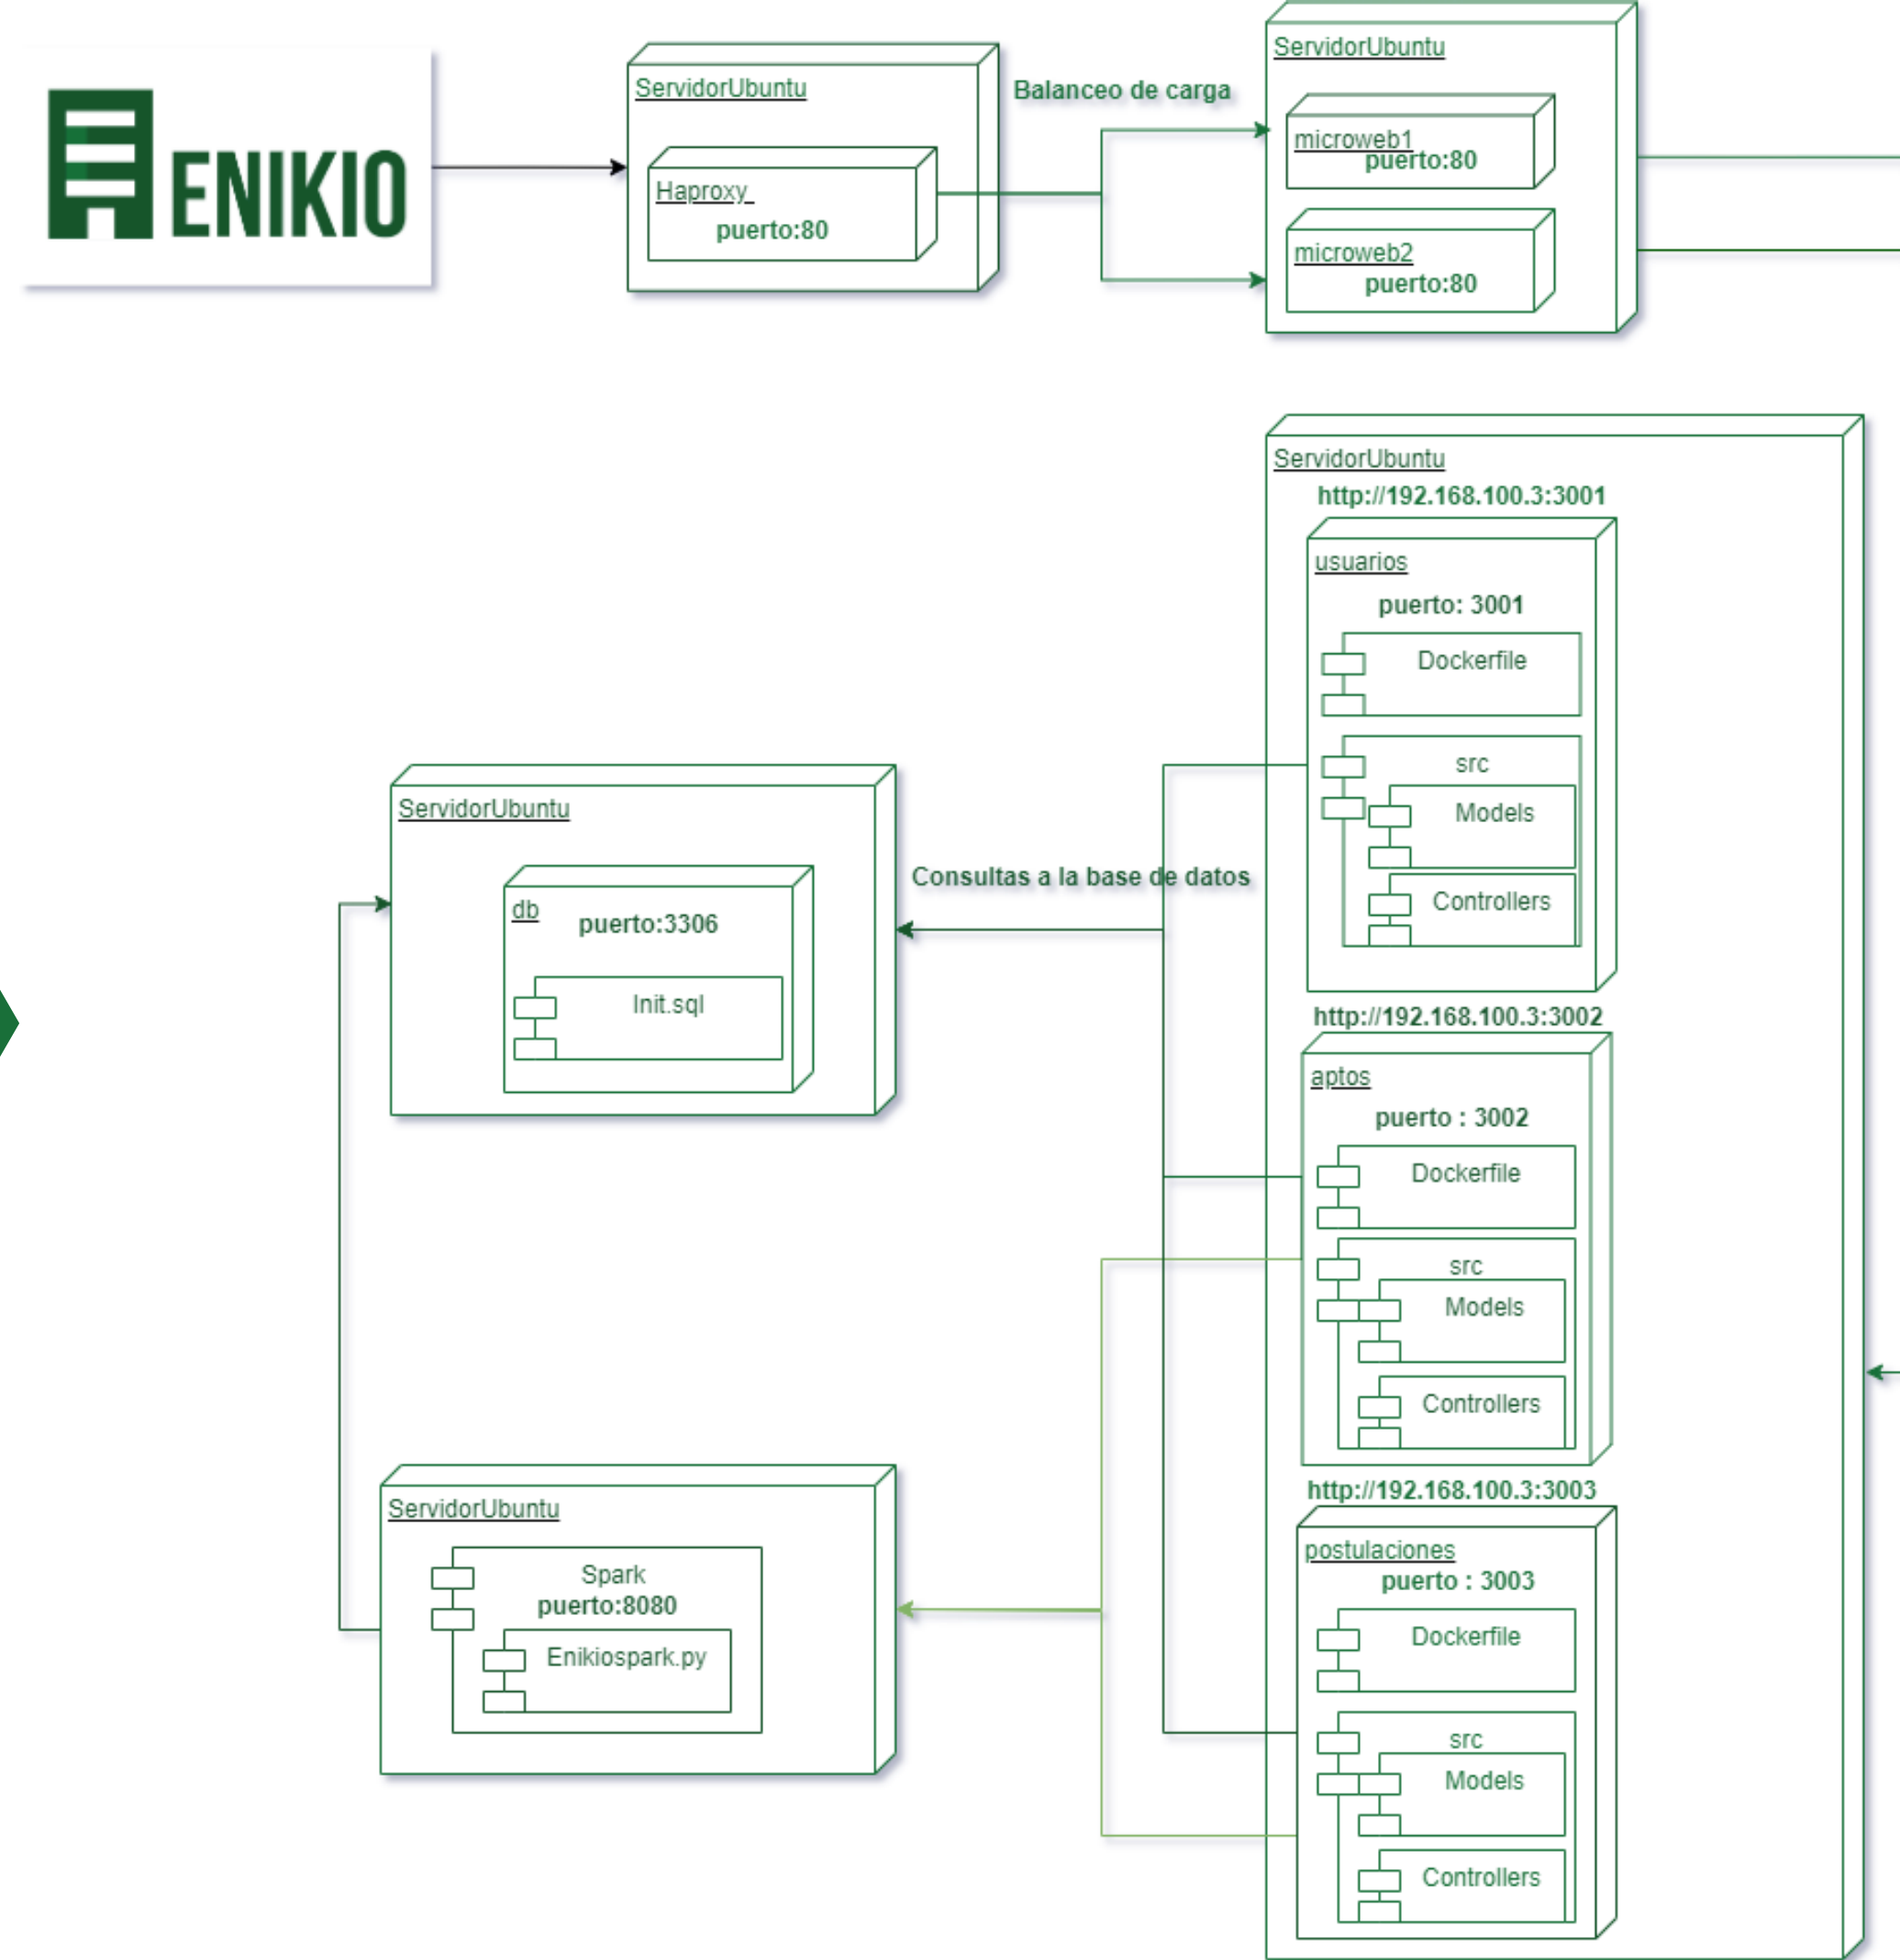 ENIKIO
ServidorUbuntu
Haproxy
puerto:80
Balanceo de carga
ServidorUbuntu
microweb1
puerto:80
microweb2
puerto:80
ServidorUbuntu
http://192.168.100.3:3001
usuarios
puerto: 3001
Dockerfile
src
Models
Controllers
http://192.168.100.3:3002
aptos
puerto : 3002
Dockerfile
src
Models
Controllers
http://192.168.100.3:3003
postulaciones
puerto : 3003
Dockerfile
src
Models
Controllers
Consultas a la base de datos
ServidorUbuntu
db
puerto:3306
Init.sql
ServidorUbuntu
Spark
puerto:8080
Enikiospark.py